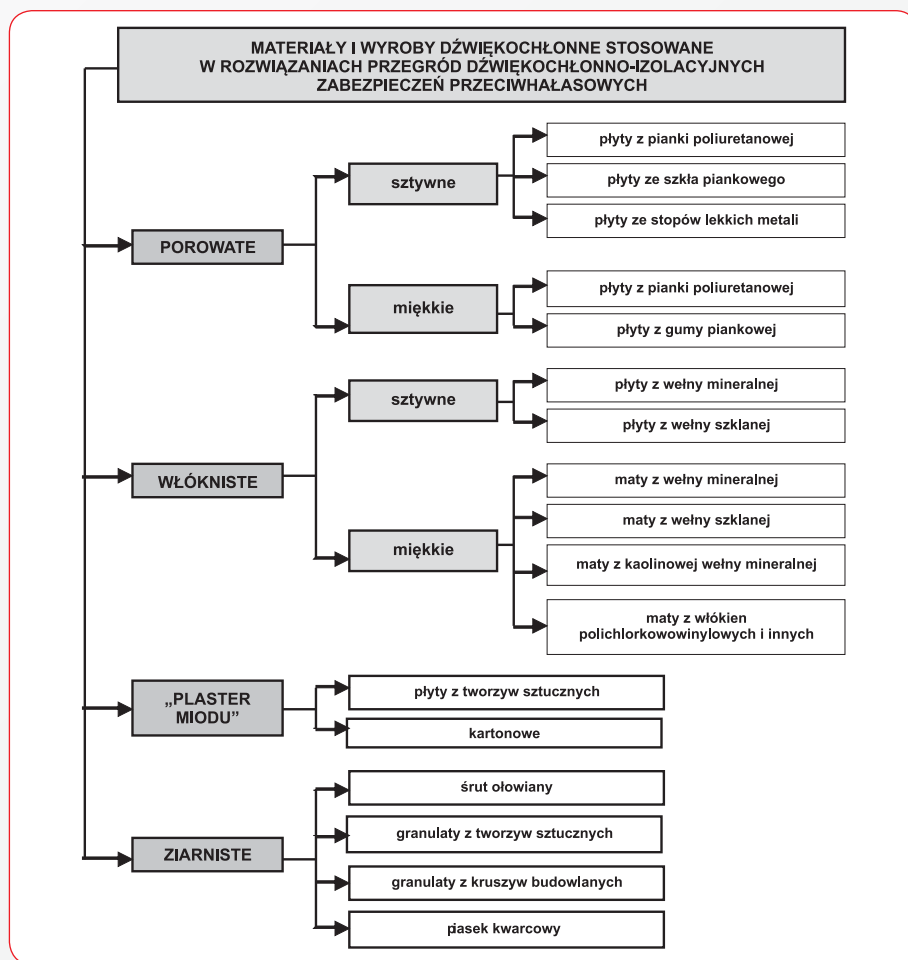 MATERIAŁY I WYROBY DŹWIĘKOCHŁONNE STOSOWANE
W ROZWIĄZANIACH PRZEGRÓD DŹWIĘKOCHŁONNO-IZOLACYJNYCH
ZABEZPIECZEŃ PRZECIWHAŁASOWYCH
POROWATE
sztywne
płyty z pianki poliuretanowej
płyty ze szkła piankowego
płyty ze stopów lekkich metali
miękkie
płyty z pianki poliuretanowej
płyty z gumy piankowej
WŁÓKNISTE
sztywne
płyty z wełny mineralnej
płyty z wełny szklanej
miękkie
maty z wełny mineralnej
maty z wełny szklanej
maty z kaolinowej wełny mineralnej
maty z włókien
polichlorkowowinylowych i innych
„PLASTER
MIODU”
płyty z tworzyw sztucznych
kartonowe
ZIARNISTE
śrut ołowiany
granulaty z tworzyw sztucznych
granulaty z kruszyw budowlanych
piasek kwarcowy